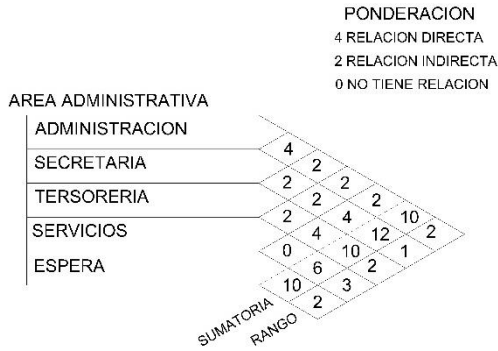 PONDERACION
4 RELACION DIRECTA
2 RELACION INDIRECTA
0 NO TIENE RELACION
AREA ADMINISTRATIVA
ADMINISTRACION
SECRETARIA
TERSORERIA
SERVICIOS
ESPERA
4
2
2 2
2 2
2 4 10
4 12 2
0 10 1
6 2
10 3
2
SUMATORIA
RANGO